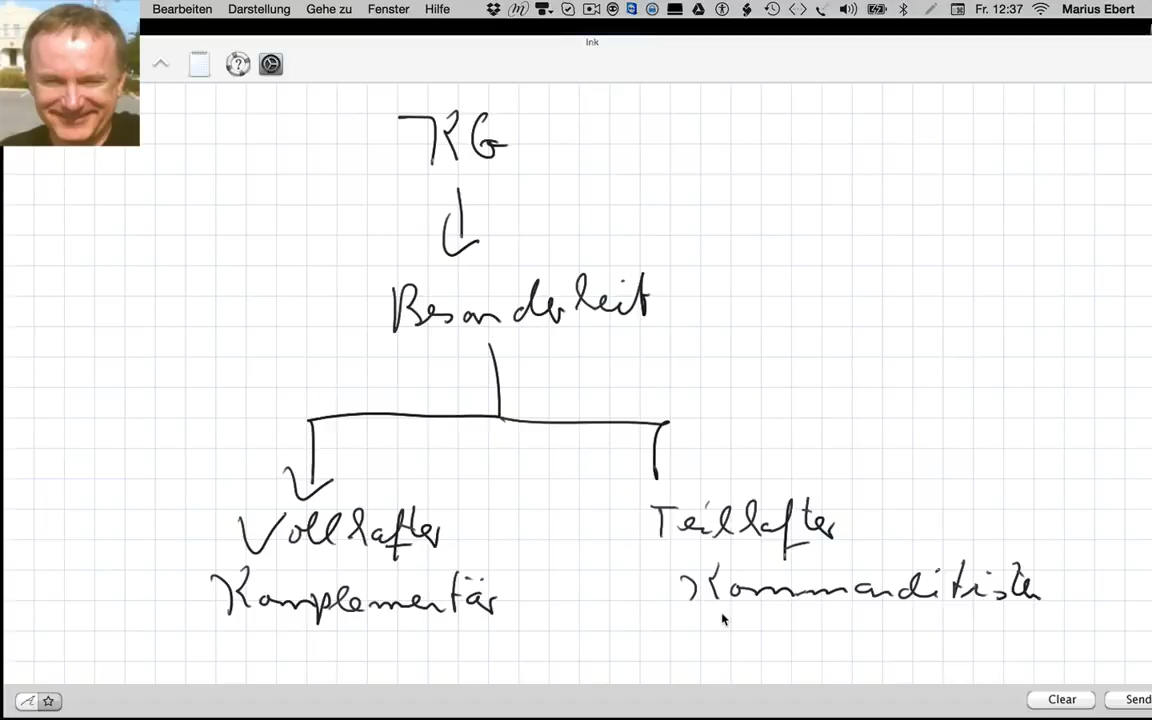 Bearbeiten Darstellung Gehe zu Fenster Hilfe Fr. 12:37 Marius Ebert
Ink
KG
Besonderheit
Vollhafter Teilhafter
Komplementär Kommanditisten
Clear Send